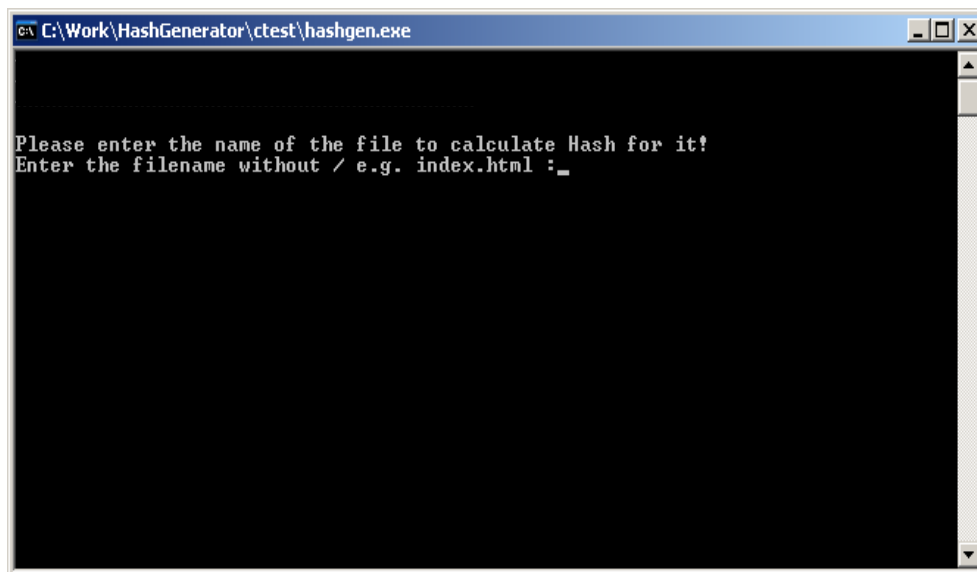 C:\Work\HashGenerator\ctest\hashgen.exe
Please enter the name of the file to calculate Hash for it!
Enter the filename without / e.g. index.html :_